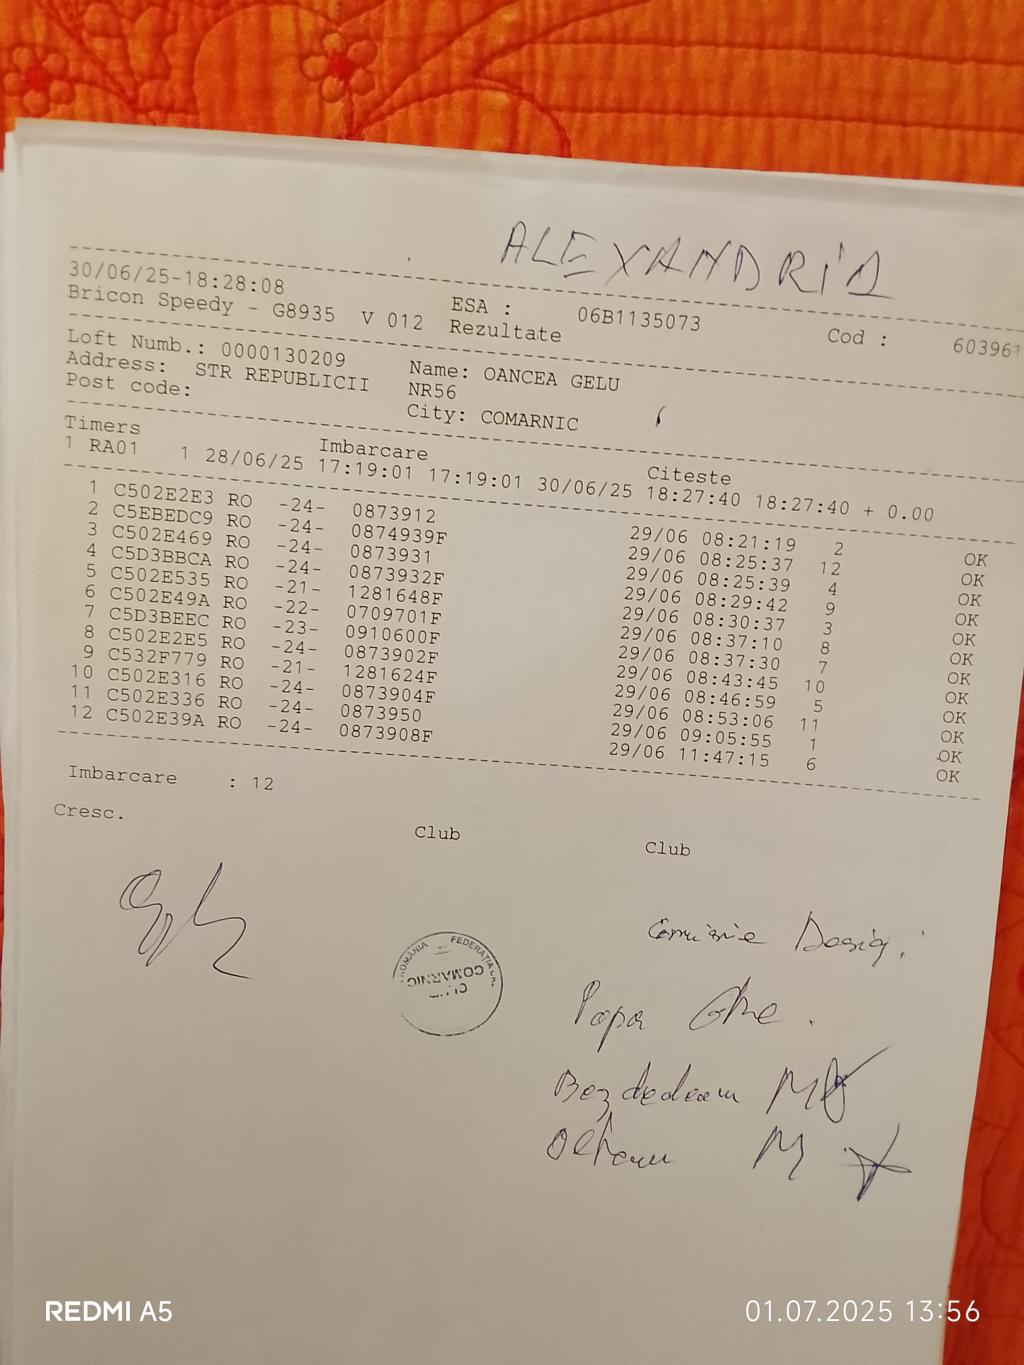 ALEXANDRIA
30/06/25-18:28:08 ESA : 06B1135073 Cod : 603961
Bricon Speedy - G8935 V 012 Rezultate
Loft Numb.: 0000130209 Name: OANCEA GELU
Address: STR REPUBLICII NR56
Post code: City: COMARNIC
Timers Imbarcare Citeste
1 RA01 1 28/06/25 17:19:01 17:19:01 30/06/25 18:27:40 18:27:40 + 0.00
1 C502E2E3 RO -24- 0873912 29/06 08:21:19 2 OK
2 C5EBEDC9 RO -24- 0874939F 29/06 08:25:37 12 OK
3 C502E469 RO -24- 0873931 29/06 08:25:39 4 OK
4 C5D3BBCA RO -24- 0873932F 29/06 08:29:42 9 OK
5 C502E535 RO -21- 1281648F 29/06 08:30:37 3 OK
6 C502E49A RO -22- 0709701F 29/06 08:37:10 8 OK
7 C5D3BEEC RO -23- 0910600F 29/06 08:37:30 7 OK
8 C502E2E5 RO -24- 0873902F 29/06 08:43:45 10 OK
9 C532F779 RO -21- 1281624F 29/06 08:46:59 5 OK
10 C502E316 RO -24- 0873904F 29/06 08:53:06 11 OK
11 C502E336 RO -24- 0873950 29/06 09:05:55 1 OK
12 C502E39A RO -24- 0873908F 29/06 11:47:15 6 OK
Imbarcare : 12
Cresc. Club Club
ROMÂNIA FEDERAȚIA
COMARNIC
Papa Ghe.
Bezdedeanu M
Olteanu M
REDMI A5 01.07.2025 13:56